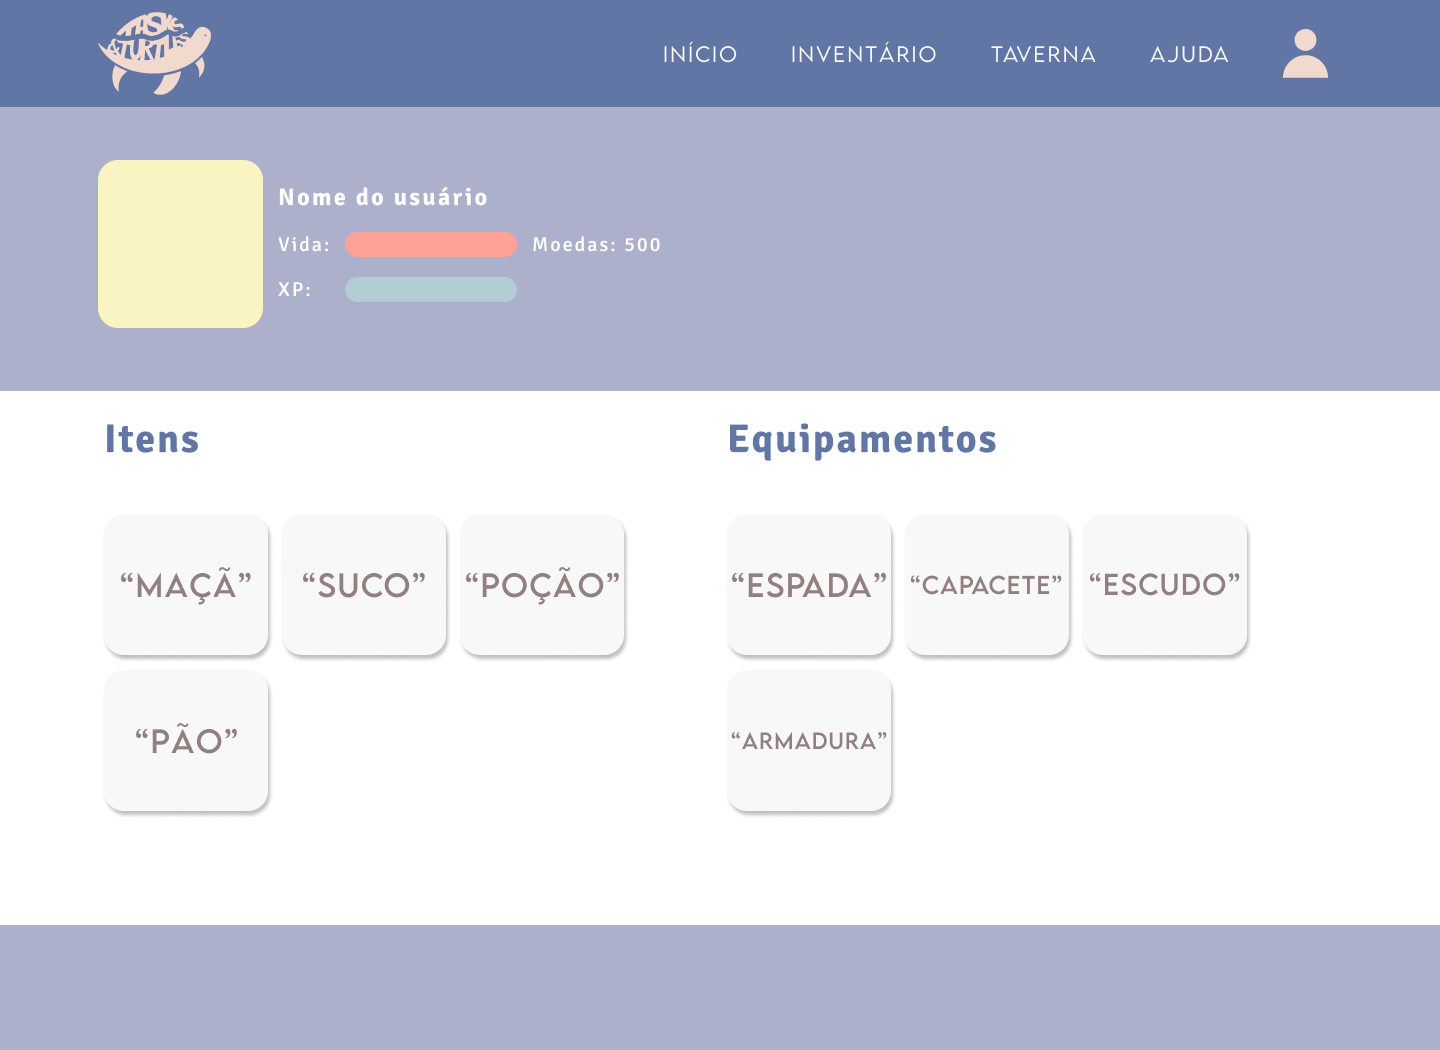 TASKS
&TURTLES
INÍCIO INVENTÁRIO TAVERNA AJUDA
Nome do usuário
Vida: Moedas: 500
XP:
Itens
Equipamentos
“MAÇÔ “SUCO” “POÇÃO”
“PÃO”
“ESPADA” “CAPACETE” “ESCUDO”
“ARMADURA”